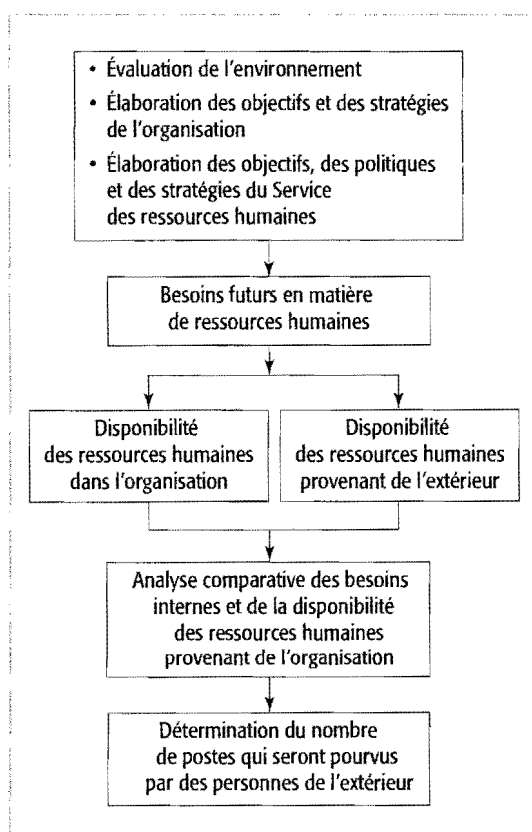 • Évaluation de l'environnement
• Élaboration des objectifs et des stratégies
de l'organisation
• Élaboration des objectifs, des politiques
et des stratégies du Service
des ressources humaines
Besoins futurs en matière
de ressources humaines
Disponibilité
des ressources humaines
dans l'organisation
Disponibilité
des ressources humaines
provenant de l'extérieur
Analyse comparative des besoins
internes et de la disponibilité
des ressources humaines
provenant de l'organisation
Détermination du nombre
de postes qui seront pourvus
par des personnes de l'extérieur